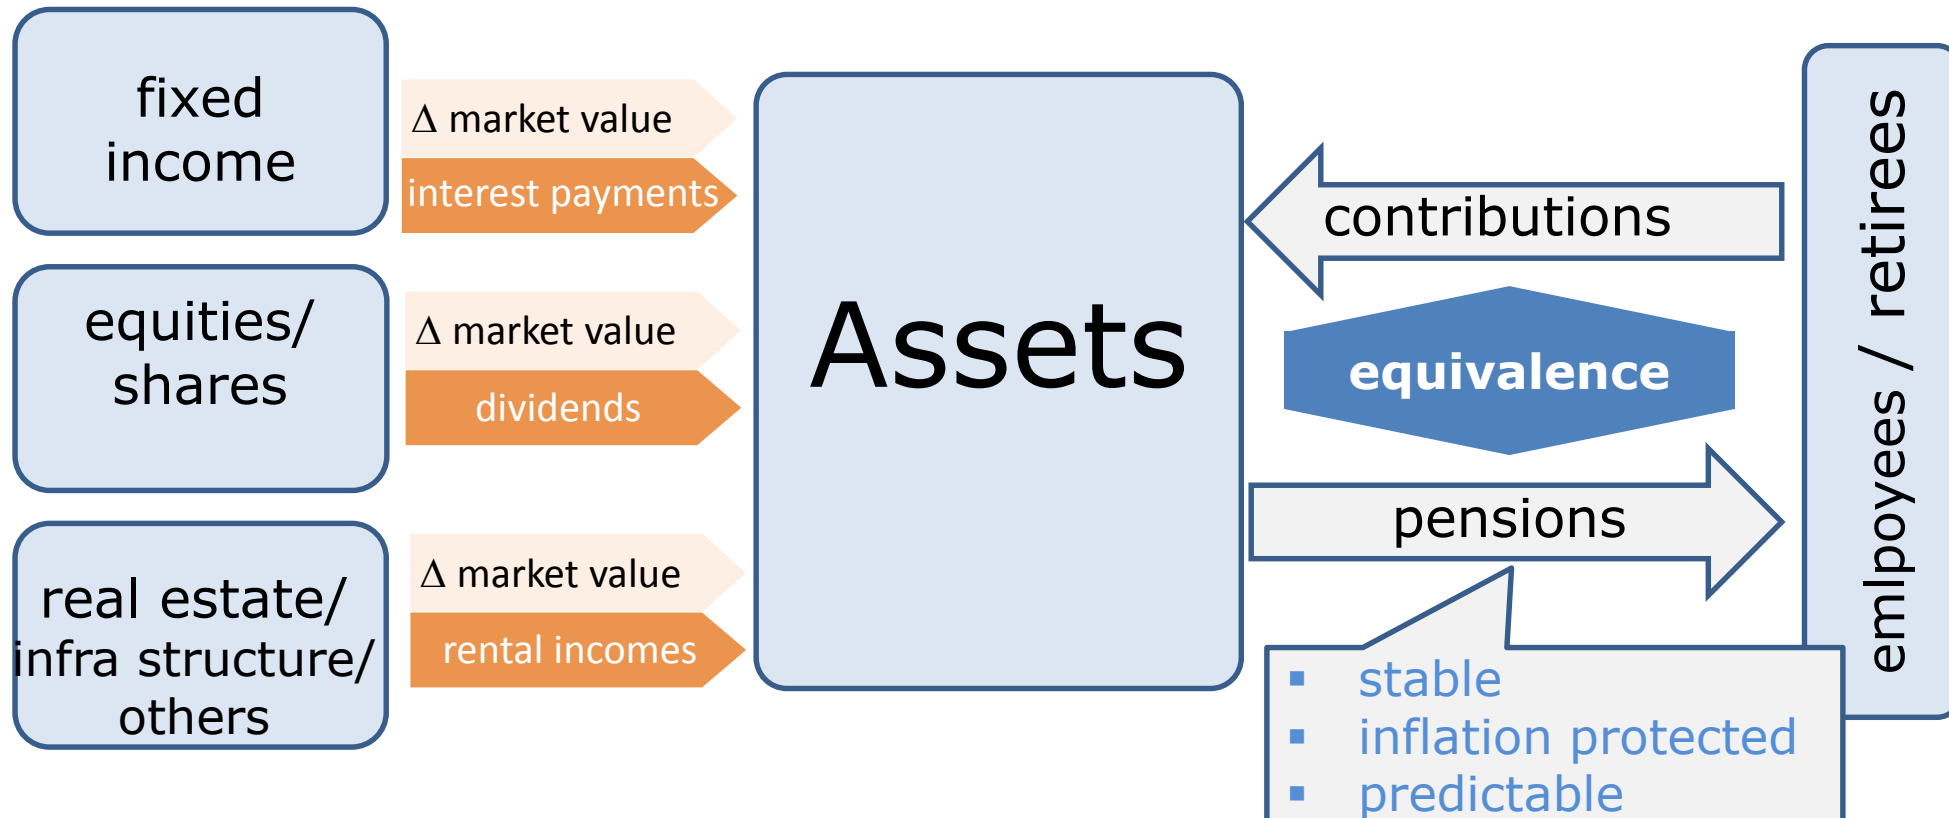 fixed
income
Δ market value
interest payments
equities/
shares
Δ market value
dividends
real estate/
infra structure/
others
Δ market value
rental incomes
Assets
contributions
equivalence
pensions
▪ stable
▪ inflation protected
▪ predictable
emlpoyees / retirees